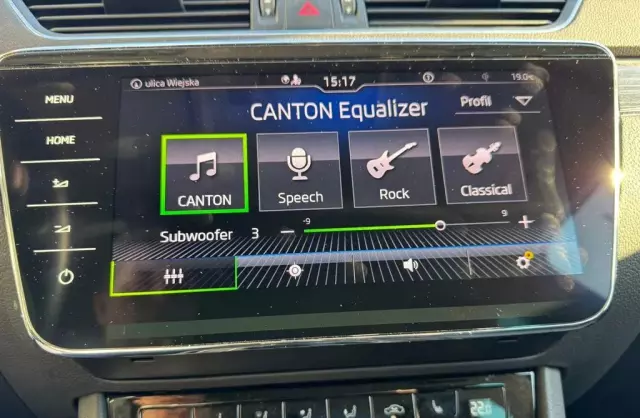 ulica Wiejska
15:17
19.0
MENU
CANTON Equalizer
Profil
HOME
CANTON
Speech
Rock
Classical
Subwoofer 3
-9
9
22